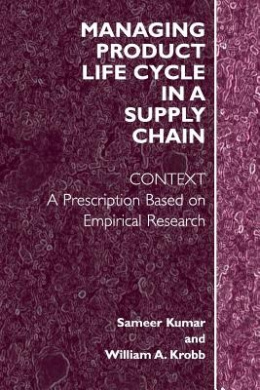 MANAGING
PRODUCT
LIFE CYCLE
IN A
SUPPLY
CHAIN
CONTEXT
A Prescription Based on
Empirical Research
Sameer Kumar
and
William A. Krobb